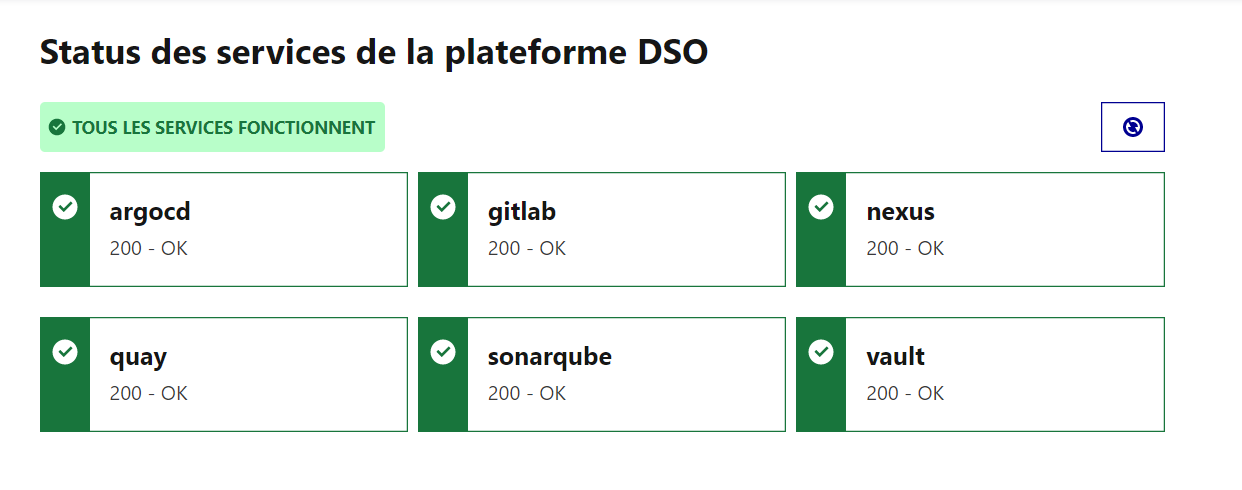 Status des services de la plateforme DSO
TOUS LES SERVICES FONCTIONNENT
argocd
200 - OK
gitlab
200 - OK
nexus
200 - OK
quay
200 - OK
sonarqube
200 - OK
vault
200 - OK